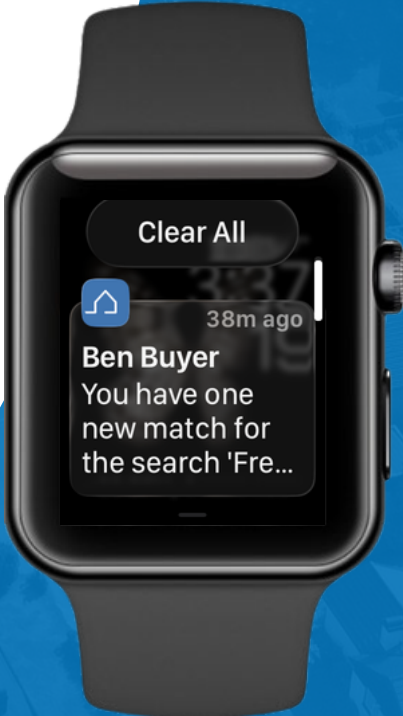 Clear All
38m ago
Ben Buyer
You have one
new match for
the search 'Fre...